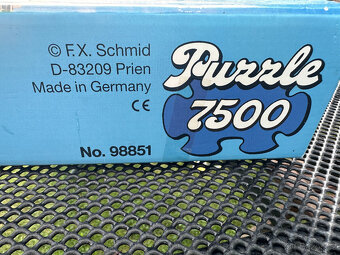 © F.X. Schmid
D-83209 Prien
Made in Germany
CE
No. 98851
Puzzle
7500